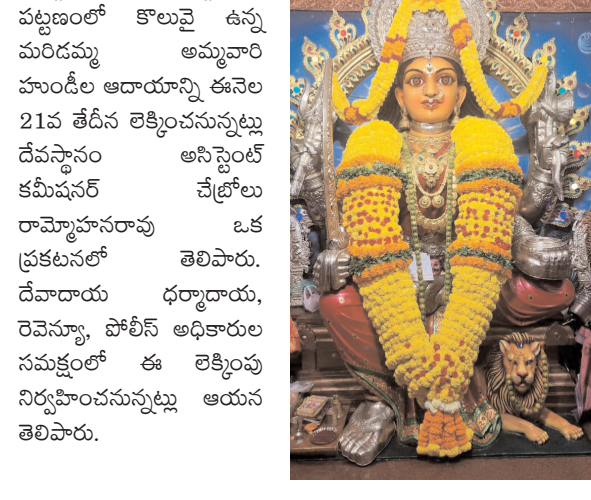 పట్టణంలో కొలువై ఉన్న
మరిడమ్మ అమ్మవారి
హుండీల ఆదాయాన్ని ఈనెల
21వ తేదీన లెక్కించనున్నట్లు
దేవస్థానం అసిస్టెంట్
కమీషనర్ చేబ్రోలు
రామ్మోహనరావు ఒక
ప్రకటనలో తెలిపారు.
దేవాదాయ ధర్మాదాయ,
రెవెన్యూ, పోలీస్ అధికారుల
సమక్షంలో ఈ లెక్కింపు
నిర్వహించనున్నట్లు ఆయన
తెలిపారు.